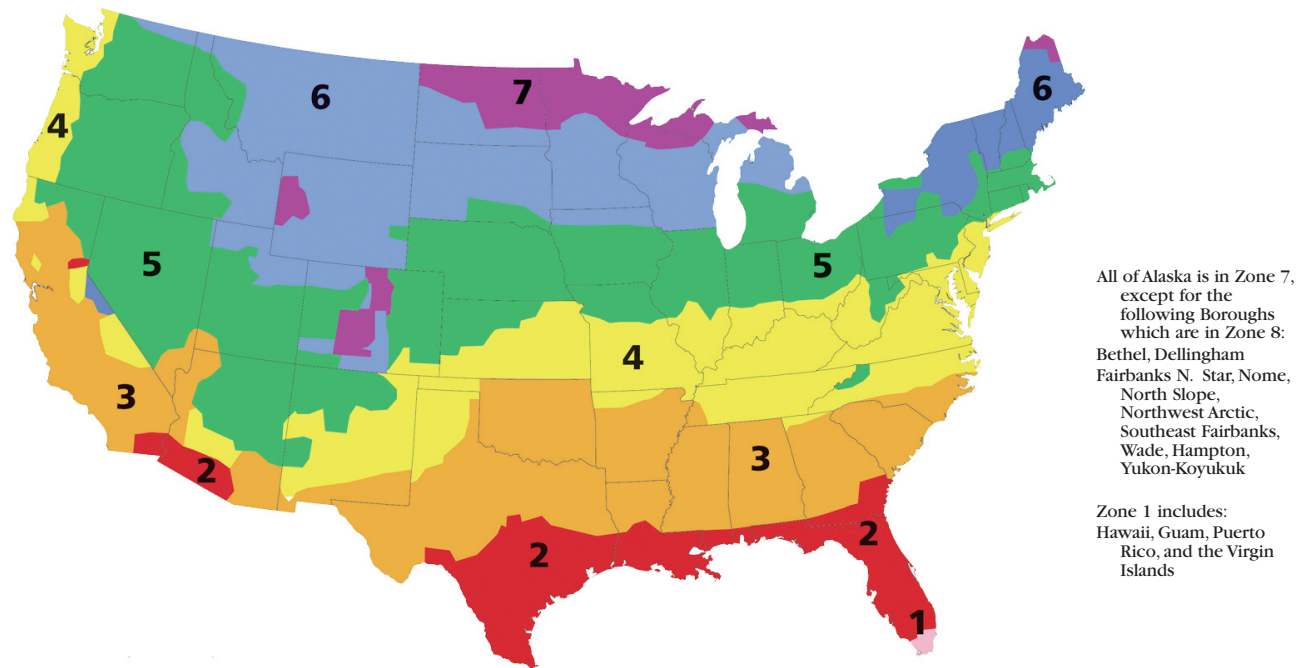 6
7
6
4
5
5
4
3
3
2
2
2
1
All of Alaska is in Zone 7,
except for the
following Boroughs
which are in Zone 8:
Bethel, Dellingham
Fairbanks N. Star, Nome,
North Slope,
Northwest Arctic,
Southeast Fairbanks,
Wade, Hampton,
Yukon-Koyukuk
Zone 1 includes:
Hawaii, Guam, Puerto
Rico, and the Virgin
Islands